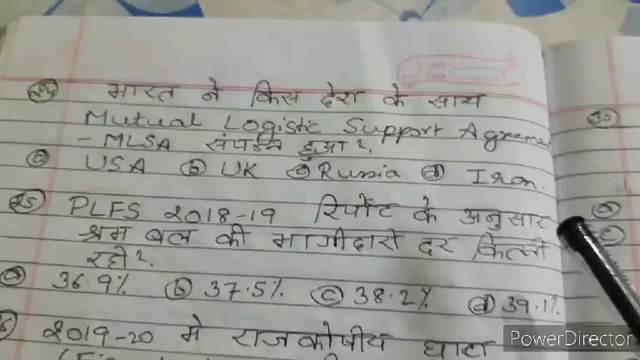 24 भारत ने किस देश के साथ
Mutual Logistic Support Agreement
- MLSA संपन्न हुआ ?
a USA b UK c Russia d Iran.
25 PLFS 2018-19 रिपोर्ट के अनुसार
श्रम बल की भागीदारी दर कितनी
रही ?
a 36.9% b 37.5% c 38.2% d 39.1%
2019-20 मे राजकोषीय घाटा
30
a
c
PowerDirector